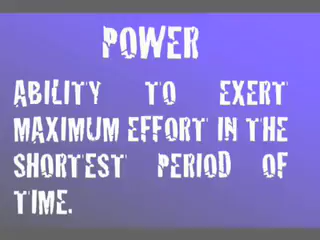 POWER
ABILITY TO EXERT
MAXIMUM EFFORT IN THE
SHORTEST PERIOD OF
TIME.